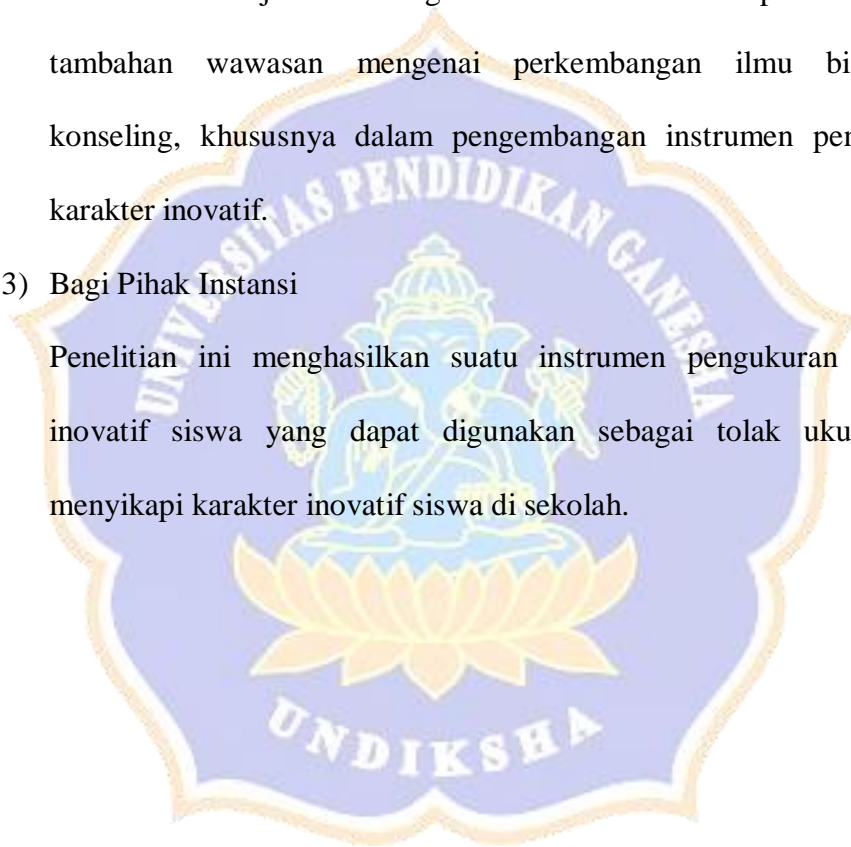 tambahan wawasan mengenai perkembangan ilmu bi
konseling, khususnya dalam pengembangan instrumen pen
karakter inovatif.
3) Bagi Pihak Instansi
Penelitian ini menghasilkan suatu instrumen pengukuran
inovatif siswa yang dapat digunakan sebagai tolak uku
menyikapi karakter inovatif siswa di sekolah.
UNIVERSITAS PENDIDIKAN GANESHA
UNDIKSHA